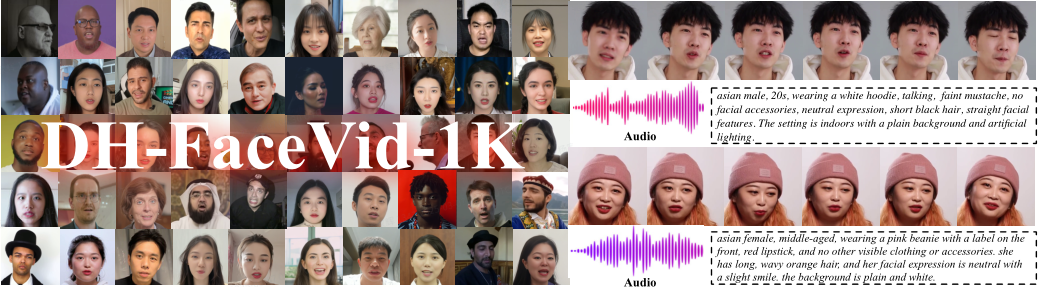 DH-FaceVid-1K
Audio
asian male, 20s, wearing a white hoodie, talking, faint mustache, no
facial accessories, neutral expression, short black hair, straight facial
features. The setting is indoors with a plain background and artificial
lighting.
Audio
asian female, middle-aged, wearing a pink beanie with a label on the
front, red lipstick, and no other visible clothing or accessories. she
has long, wavy orange hair, and her facial expression is neutral with
a slight smile. the background is plain and white.